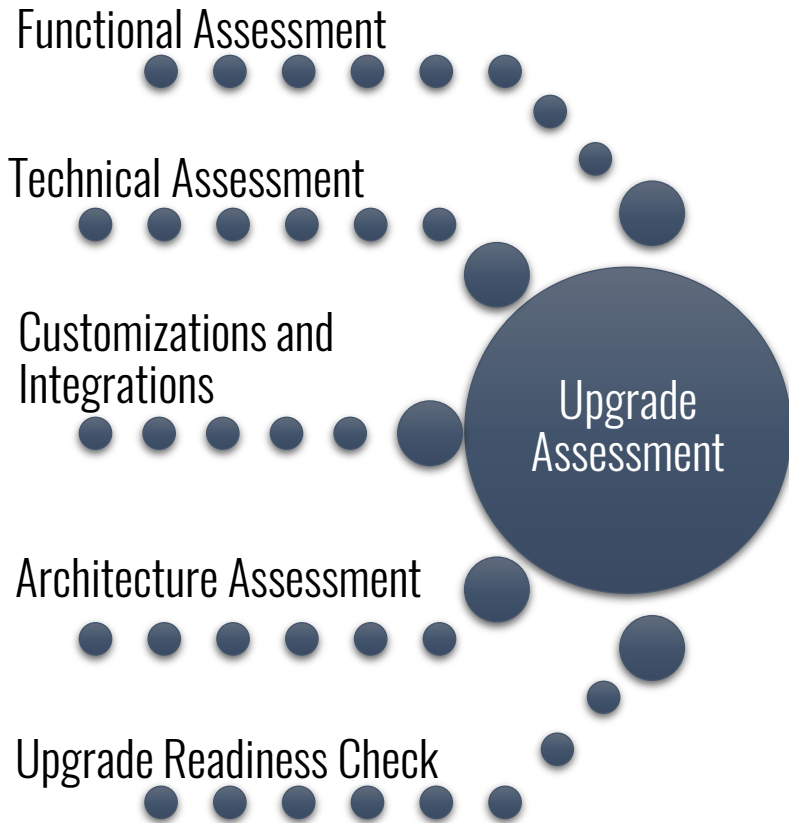 Functional Assessment
Technical Assessment
Customizations and
Integrations
Upgrade
Assessment
Architecture Assessment
Upgrade Readiness Check